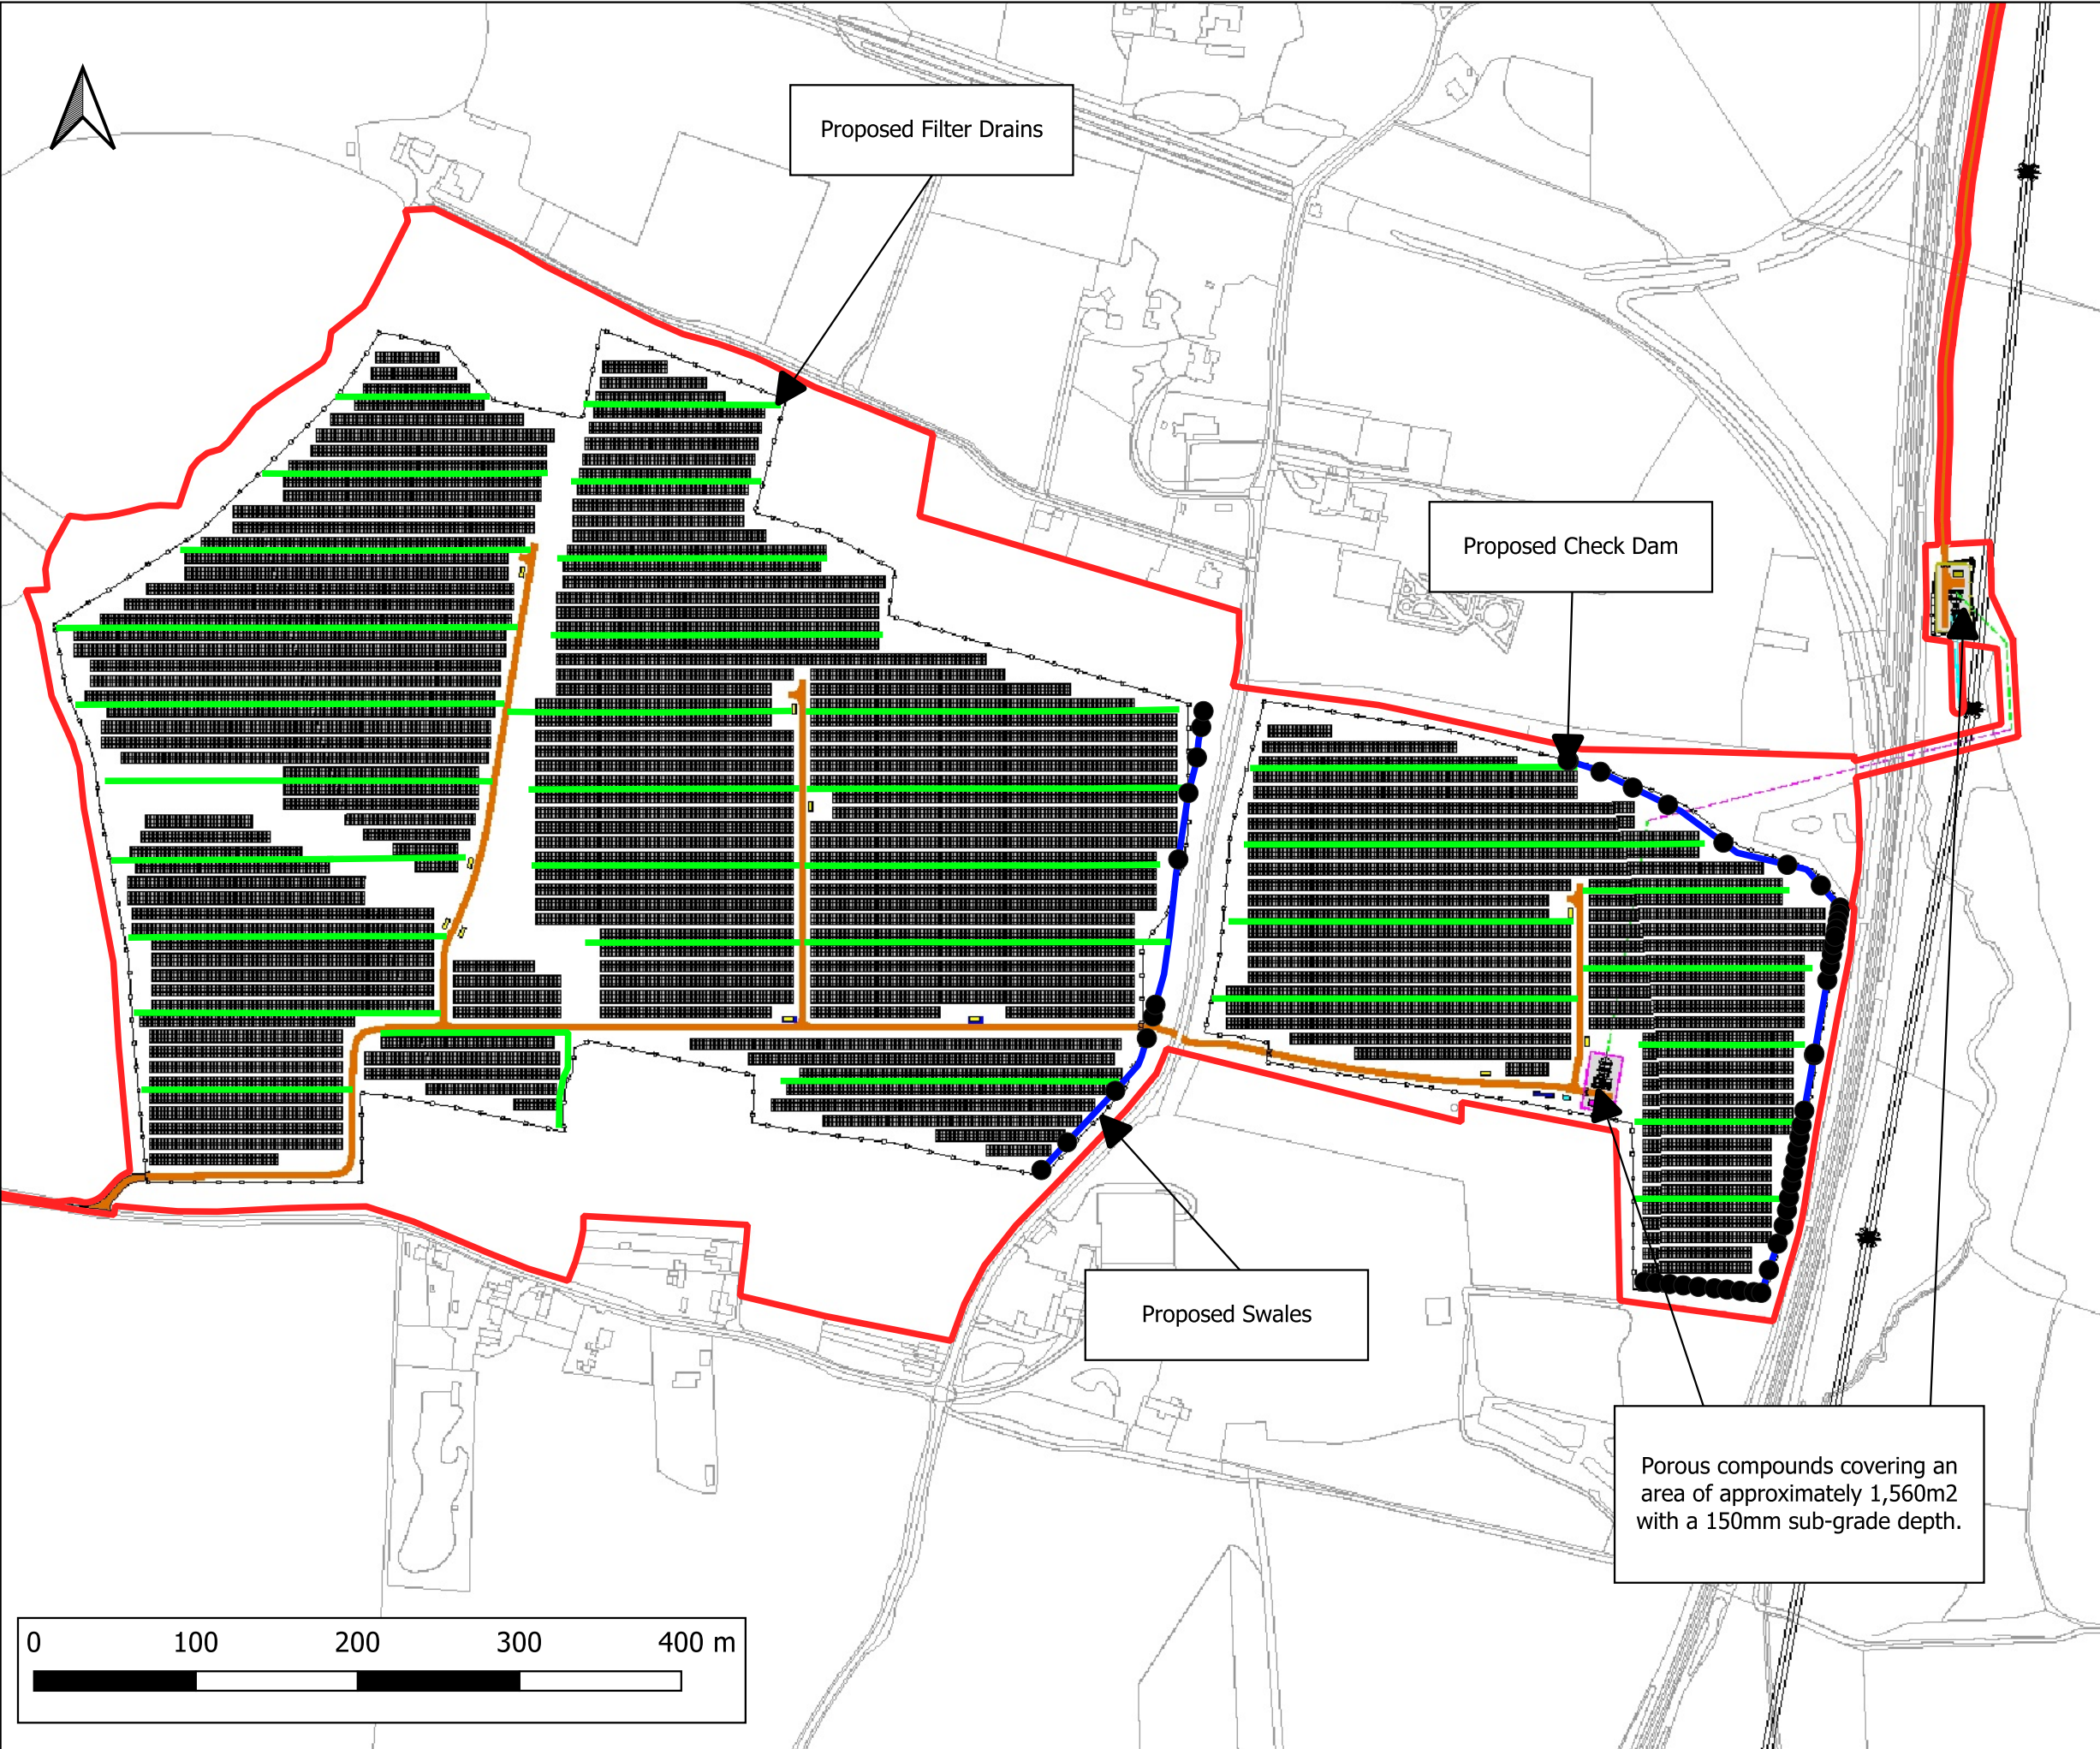 Proposed Filter Drains
Proposed Check Dam
Proposed Swales
Porous compounds covering an
area of approximately 1,560m2
with a 150mm sub-grade depth.
0 100 200 300 400 m